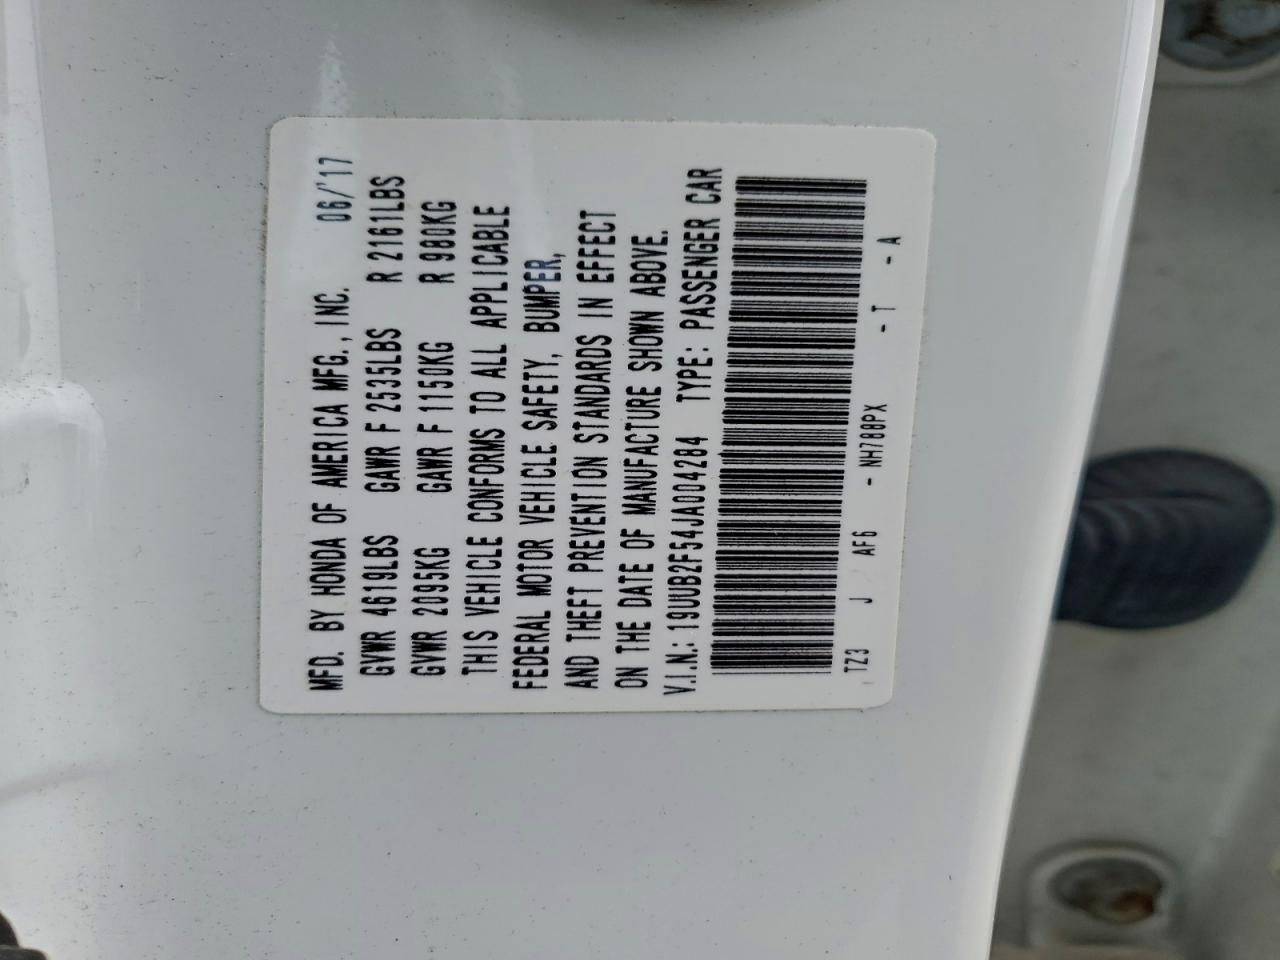 MFD. BY HONDA OF AMERICA MFG., INC. 06/'17
GVWR 4619LBS GAWR F 2535LBS R 2161LBS
GVWR 2095KG GAWR F 1150KG R 980KG
THIS VEHICLE CONFORMS TO ALL APPLICABLE
FEDERAL MOTOR VEHICLE SAFETY, BUMPER,
AND THEFT PREVENTION STANDARDS IN EFFECT
ON THE DATE OF MANUFACTURE SHOWN ABOVE.
V.I.N.: 19UUB2F54JA004284 TYPE: PASSENGER CAR
TZ3 J AF6 - NH788PX - T - A